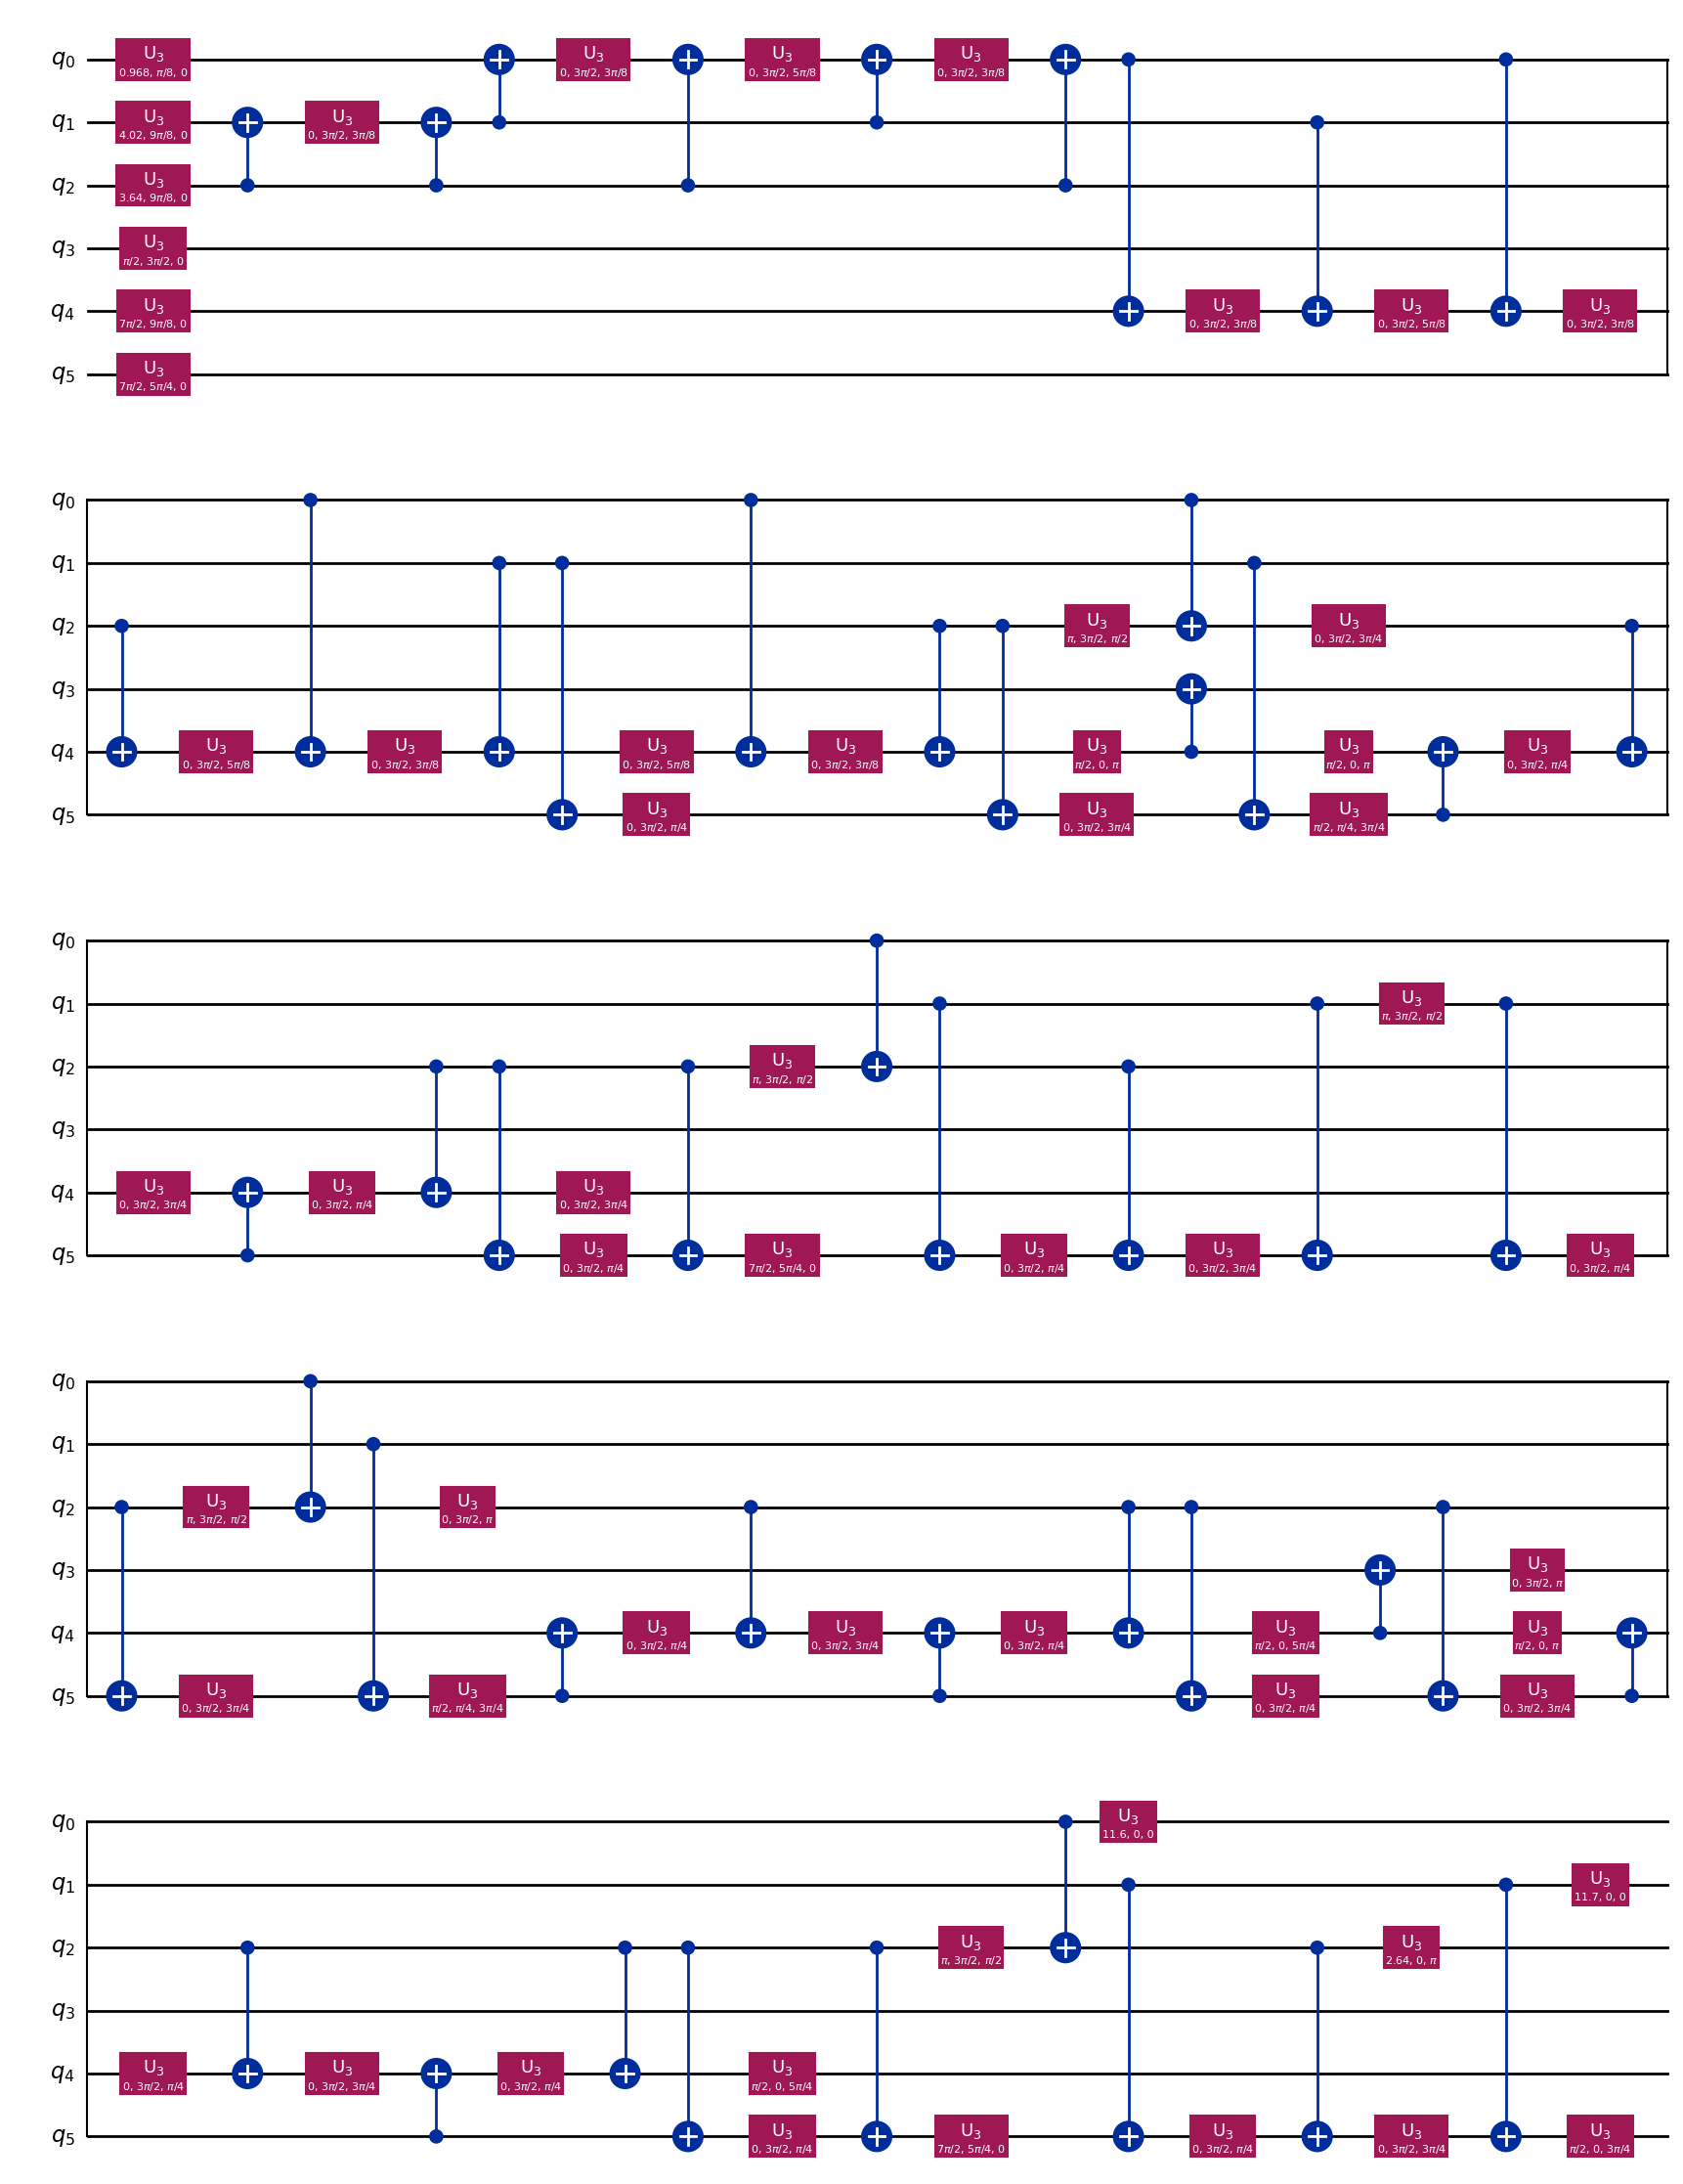 q0 U3 0.968, π/8, 0 U3 0, 3π/2, 3π/8 U3 0, 3π/2, 5π/8 U3 0, 3π/2, 3π/8
q1 U3 4.02, 9π/8, 0 U3 0, 3π/2, 3π/8
q2 U3 3.64, 9π/8, 0
q3 U3 π/2, 3π/2, 0
q4 U3 7π/2, 9π/8, 0 U3 0, 3π/2, 3π/8 U3 0, 3π/2, 5π/8 U3 0, 3π/2, 3π/8
q5 U3 7π/2, 5π/4, 0
q0
q1
q2 U3 π, 3π/2, π/2 U3 0, 3π/2, 3π/4
q3
q4 U3 0, 3π/2, 5π/8 U3 0, 3π/2, 3π/8 U3 0, 3π/2, 5π/8 U3 0, 3π/2, 3π/8 U3 π/2, 0, π U3 π/2, 0, π U3 0, 3π/2, π/4
q5 U3 0, 3π/2, π/4 U3 0, 3π/2, 3π/4 U3 π/2, π/4, 3π/4
q0
q1 U3 π, 3π/2, π/2
q2 U3 π, 3π/2, π/2
q3
q4 U3 0, 3π/2, 3π/4 U3 0, 3π/2, π/4 U3 0, 3π/2, 3π/4
q5 U3 0, 3π/2, π/4 U3 7π/2, 5π/4, 0 U3 0, 3π/2, π/4 U3 0, 3π/2, 3π/4 U3 0, 3π/2, π/4
q0
q1
q2 U3 π, 3π/2, π/2 U3 0, 3π/2, π
q3 U3 0, 3π/2, π
q4 U3 0, 3π/2, π/4 U3 0, 3π/2, 3π/4 U3 0, 3π/2, π/4 U3 π/2, 0, 5π/4 U3 π/2, 0, π
q5 U3 0, 3π/2, 3π/4 U3 π/2, π/4, 3π/4 U3 0, 3π/2, π/4 U3 0, 3π/2, 3π/4
q0 U3 11.6, 0, 0
q1 U3 11.7, 0, 0
q2 U3 π, 3π/2, π/2 U3 2.64, 0, π
q3
q4 U3 0, 3π/2, π/4 U3 0, 3π/2, 3π/4 U3 0, 3π/2, π/4 U3 π/2, 0, 5π/4
q5 U3 0, 3π/2, π/4 U3 7π/2, 5π/4, 0 U3 0, 3π/2, π/4 U3 0, 3π/2, 3π/4 U3 π/2, 0, 3π/4